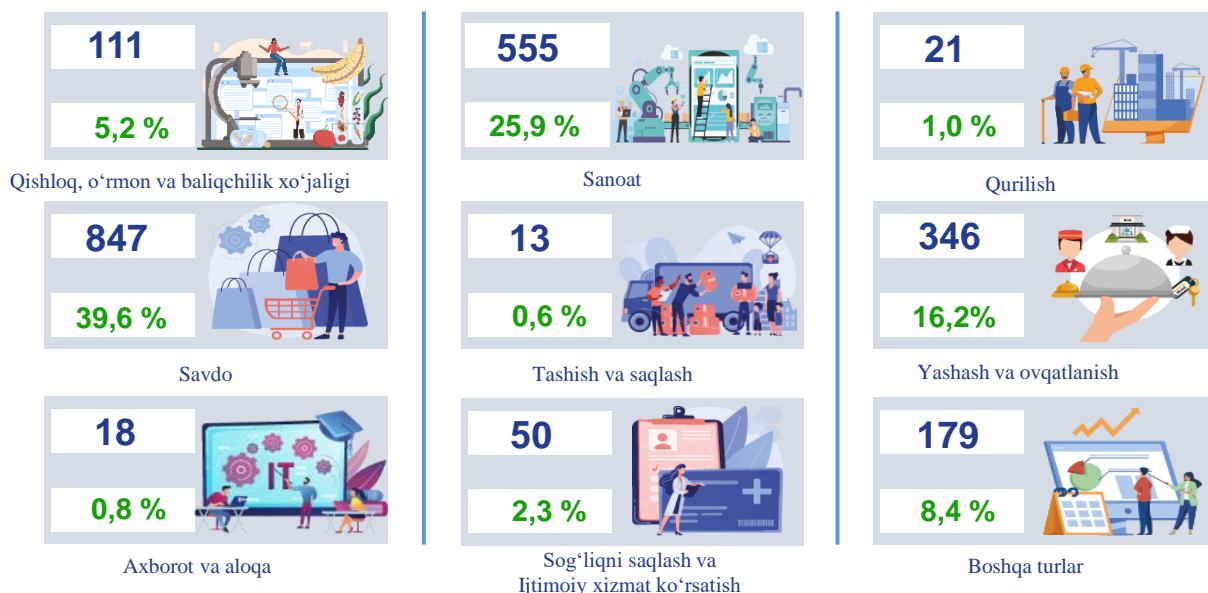 111
5,2 %
Qishloq, o‘rmon va baliqchilik xo‘jaligi
555
25,9 %
Sanoat
21
1,0 %
Qurilish
847
39,6 %
Savdo
13
0,6 %
Tashish va saqlash
346
16,2%
Yashash va ovqatlanish
18
0,8 %
IT
Axborot va aloqa
50
2,3 %
Sog‘liqni saqlash va
Ijtimoiy xizmat ko‘rsatish
179
8,4 %
Boshqa turlar